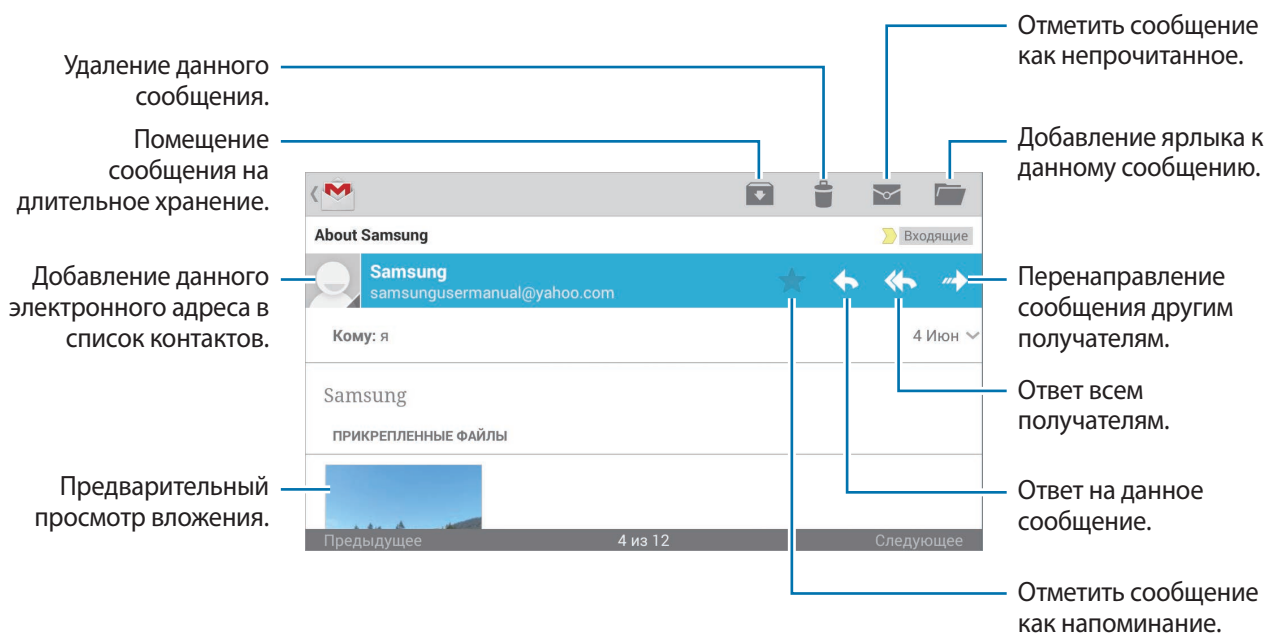 Отметить сообщение
как непрочитанное.
Удаление данного
сообщения.
Помещение
сообщения на
длительное хранение.
Добавление ярлыка к
данному сообщению.
About Samsung
Входящие
Samsung
samsungusermanual@yahoo.com
Добавление данного
электронного адреса в
список контактов.
Перенаправление
сообщения другим
получателям.
Кому: я
4 Июн
Samsung
ПРИКРЕПЛЕННЫЕ ФАЙЛЫ
Ответ всем
получателям.
Предварительный
просмотр вложения.
Ответ на данное
сообщение.
Предыдущее
4 из 12
Следующее
Отметить сообщение
как напоминание.